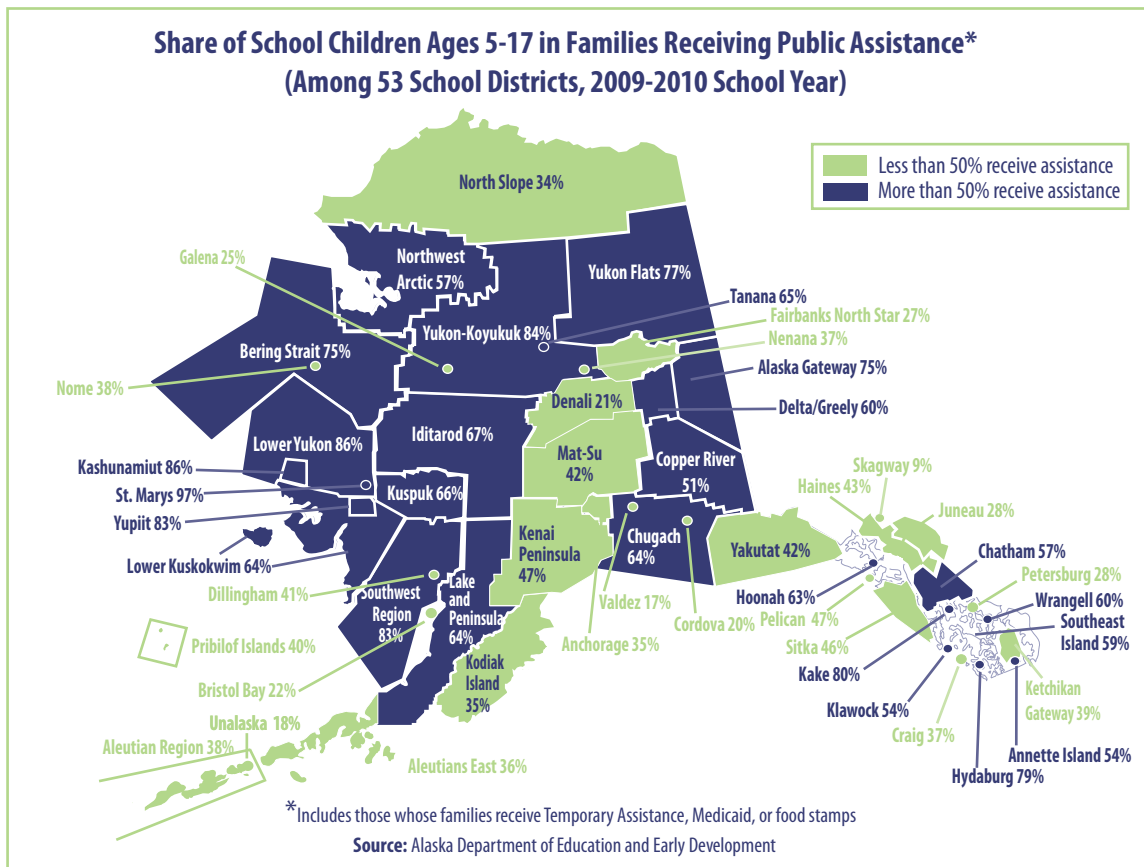 Share of School Children Ages 5-17 in Families Receiving Public Assistance*
(Among 53 School Districts, 2009-2010 School Year)
Less than 50% receive assistance
More than 50% receive assistance
North Slope 34%
Northwest
Arctic 57%
Galena 25%
Yukon Flats 77%
Tanana 65%
Fairbanks North Star 27%
Yukon-Koyukuk 84%
Nenana 37%
Bering Strait 75%
Alaska Gateway 75%
Nome 38%
Denali 21%
Delta/Greely 60%
Iditarod 67%
Lower Yukon 86%
Mat-Su
42%
Copper River
51%
Kashunamiut 86%
St. Marys 97%
Kuspuk 66%
Yupiit 83%
Skagway 9%
Haines 43%
Juneau 28%
Kenai
Peninsula
47%
Chugach
64%
Yakutat 42%
Chatham 57%
Lower Kuskokwim 64%
Petersburg 28%
Dillingham 41%
Southwest
Region
83%
Lake
and
Peninsula
64%
Valdez 17%
Hoonah 63%
Wrangell 60%
Cordova 20%
Pelican 47%
Southeast
Island 59%
Pribilof Islands 40%
Anchorage 35%
Sitka 46%
Kodiak
Island
35%
Kake 80%
Bristol Bay 22%
Ketchikan
Gateway 39%
Klawock 54%
Unalaska 18%
Craig 37%
Aleutian Region 38%
Aleutians East 36%
Annette Island 54%
Hydaburg 79%
*Includes those whose families receive Temporary Assistance, Medicaid, or food stamps
Source: Alaska Department of Education and Early Development